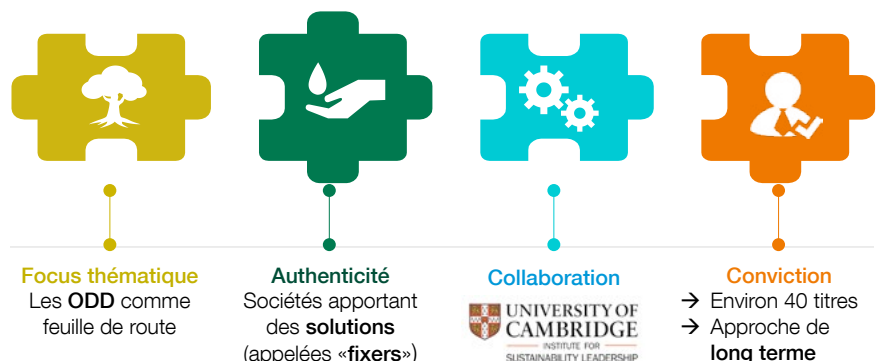 Focus thématique
Les ODD comme
feuille de route
Authenticité
Sociétés apportant
des solutions
(appelées «fixers»)
Collaboration
UNIVERSITY OF
CAMBRIDGE
INSTITUTE FOR
SUSTAINABILITY LEADERSHIP
Conviction
→ Environ 40 titres
→ Approche de
long terme